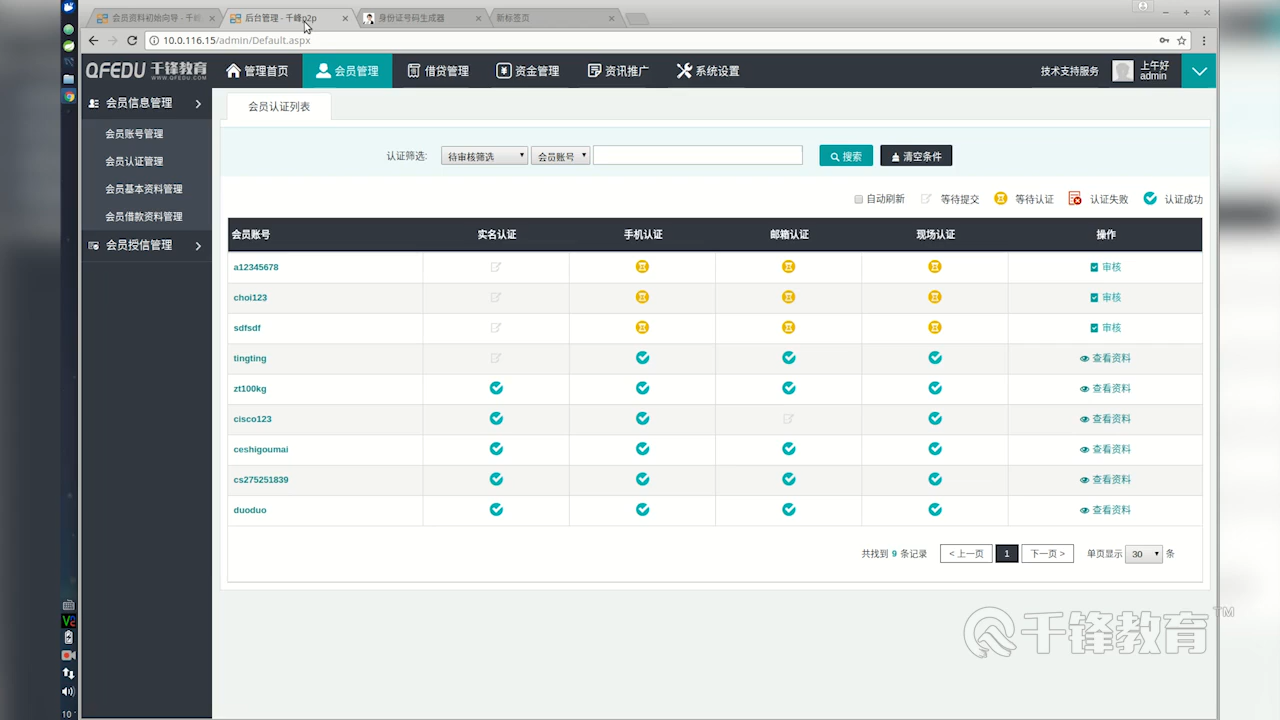 会员资料初始向导 - 千峰
后台管理 - 千峰p2p
身份证号码生成器
新标签页
10.0.116.15/admin/Default.aspx
QFEDU 千锋教育
WWW.QFEDU.COM
管理首页
会员管理
借贷管理
资金管理
资讯推广
系统设置
技术支持服务
上午好
admin
会员信息管理
会员账号管理
会员认证管理
会员基本资料管理
会员借款资料管理
会员授信管理
会员认证列表
认证筛选:
待审核筛选
会员账号
搜索
清空条件
自动刷新
等待提交
等待认证
认证失败
认证成功
会员账号 实名认证 手机认证 邮箱认证 现场认证 操作
a12345678 审核
choi123 审核
sdfsdf 审核
tingting 查看资料
zt100kg 查看资料
cisco123 查看资料
ceshigoumai 查看资料
cs275251839 查看资料
duoduo 查看资料
共找到 9 条记录 < 上一页 1 下一页 > 单页显示 30 条
千锋教育 TM
10